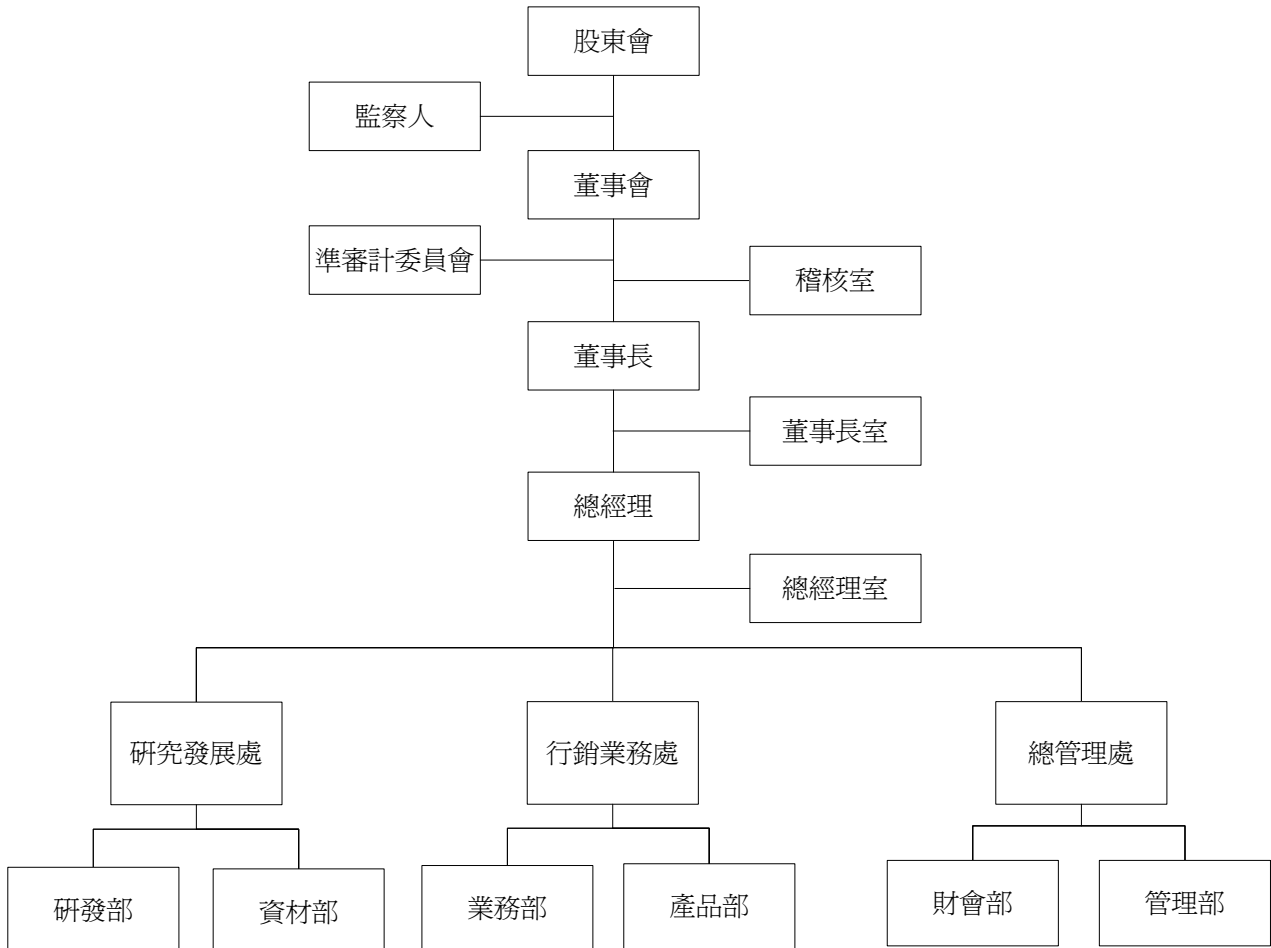 股東會
監察人
董事會
準審計委員會
稽核室
董事長
董事長室
總經理
總經理室
研究發展處
行銷業務處
總管理處
研發部
資材部
業務部
產品部
財會部
管理部